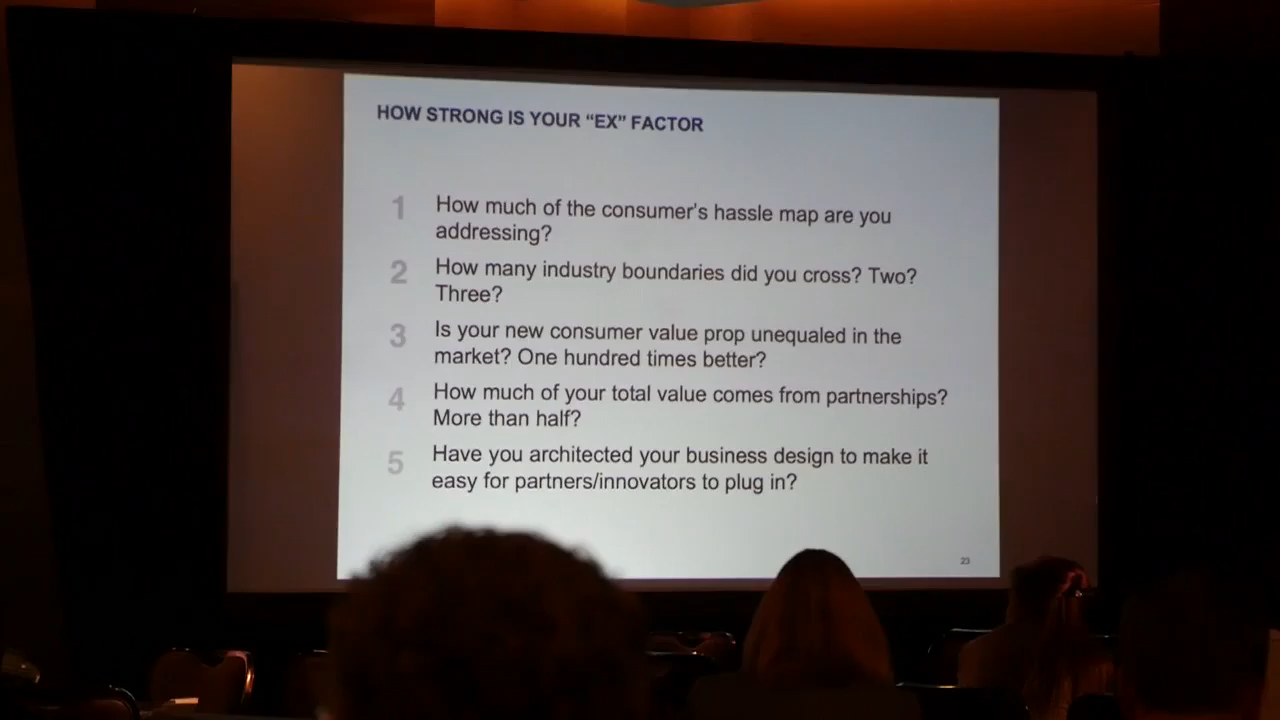 HOW STRONG IS YOUR “EX” FACTOR
1 How much of the consumer's hassle map are you
addressing?
2 How many industry boundaries did you cross? Two?
Three?
3 Is your new consumer value prop unequaled in the
market? One hundred times better?
4 How much of your total value comes from partnerships?
More than half?
5 Have you architected your business design to make it
easy for partners/innovators to plug in?
23